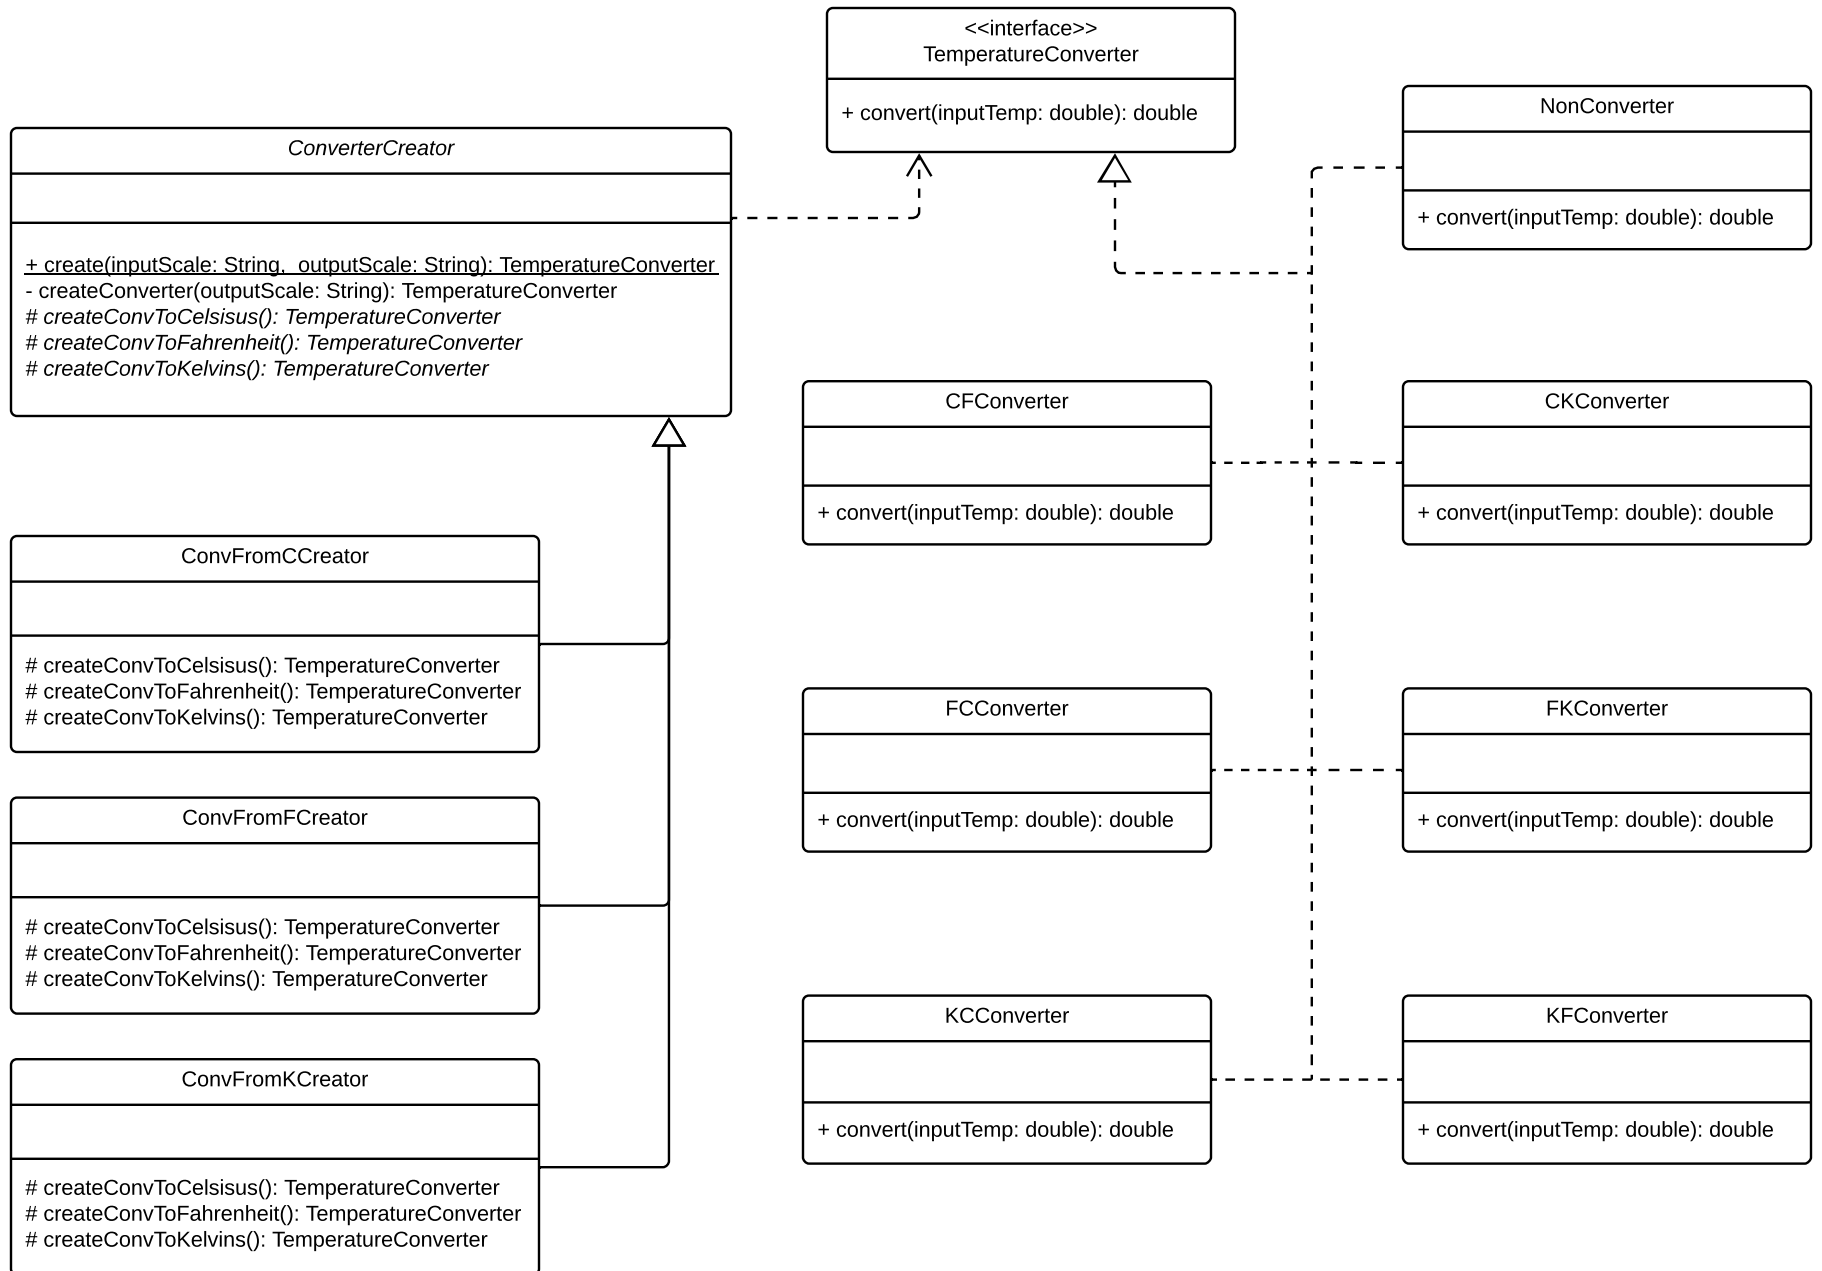 <<interface>>
TemperatureConverter
+ convert(inputTemp: double): double
NonConverter
+ convert(inputTemp: double): double
ConverterCreator
+ create(inputScale: String,  outputScale: String): TemperatureConverter
- createConverter(outputScale: String): TemperatureConverter
# createConvToCelsisus(): TemperatureConverter
# createConvToFahrenheit(): TemperatureConverter
# createConvToKelvins(): TemperatureConverter
CFConverter
+ convert(inputTemp: double): double
CKConverter
+ convert(inputTemp: double): double
ConvFromCCreator
# createConvToCelsisus(): TemperatureConverter
# createConvToFahrenheit(): TemperatureConverter
# createConvToKelvins(): TemperatureConverter
FCConverter
+ convert(inputTemp: double): double
FKConverter
+ convert(inputTemp: double): double
ConvFromFCreator
# createConvToCelsisus(): TemperatureConverter
# createConvToFahrenheit(): TemperatureConverter
# createConvToKelvins(): TemperatureConverter
KCConverter
+ convert(inputTemp: double): double
KFConverter
+ convert(inputTemp: double): double
ConvFromKCreator
# createConvToCelsisus(): TemperatureConverter
# createConvToFahrenheit(): TemperatureConverter
# createConvToKelvins(): TemperatureConverter